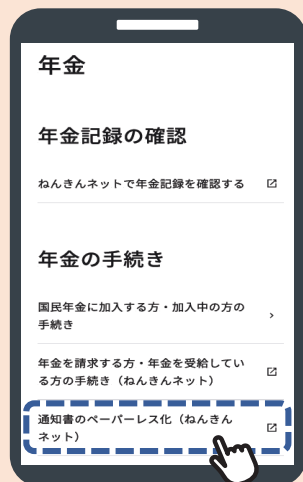 年金
年金記録の確認
ねんきんネットで年金記録を確認する
年金の手続き
国民年金に加入する方・加入中の方の
手続き
年金を請求する方・年金を受給してい
る方の手続き（ねんきんネット）
通知書のペーパーレス化（ねんきん
ネット）